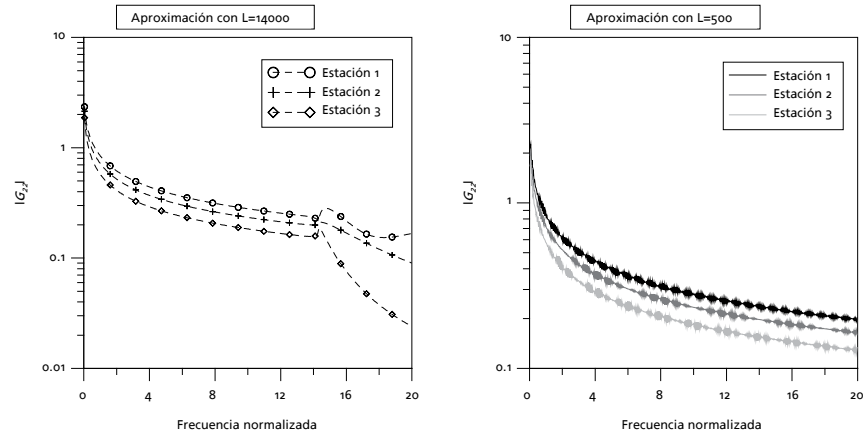 Aproximación con L=14000
10
1
0.1
0.01
|G22|
Estación 1
Estación 2
Estación 3
0 4 8 12 16 20
Frecuencia normalizada
Aproximación con L=500
10
1
0.1
|G22|
Estación 1
Estación 2
Estación 3
0 4 8 12 16 20
Frecuencia normalizada